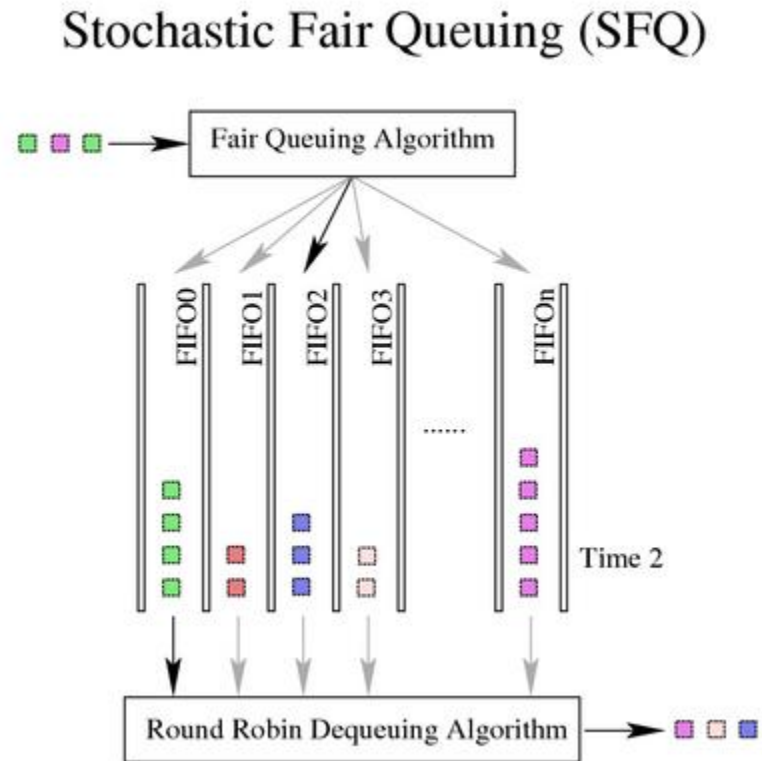 Stochastic Fair Queuing (SFQ)
Fair Queuing Algorithm
FIFO0
FIFO1
FIFO2
FIFO3
FIFOn
......
Time 2
Round Robin Dequeuing Algorithm